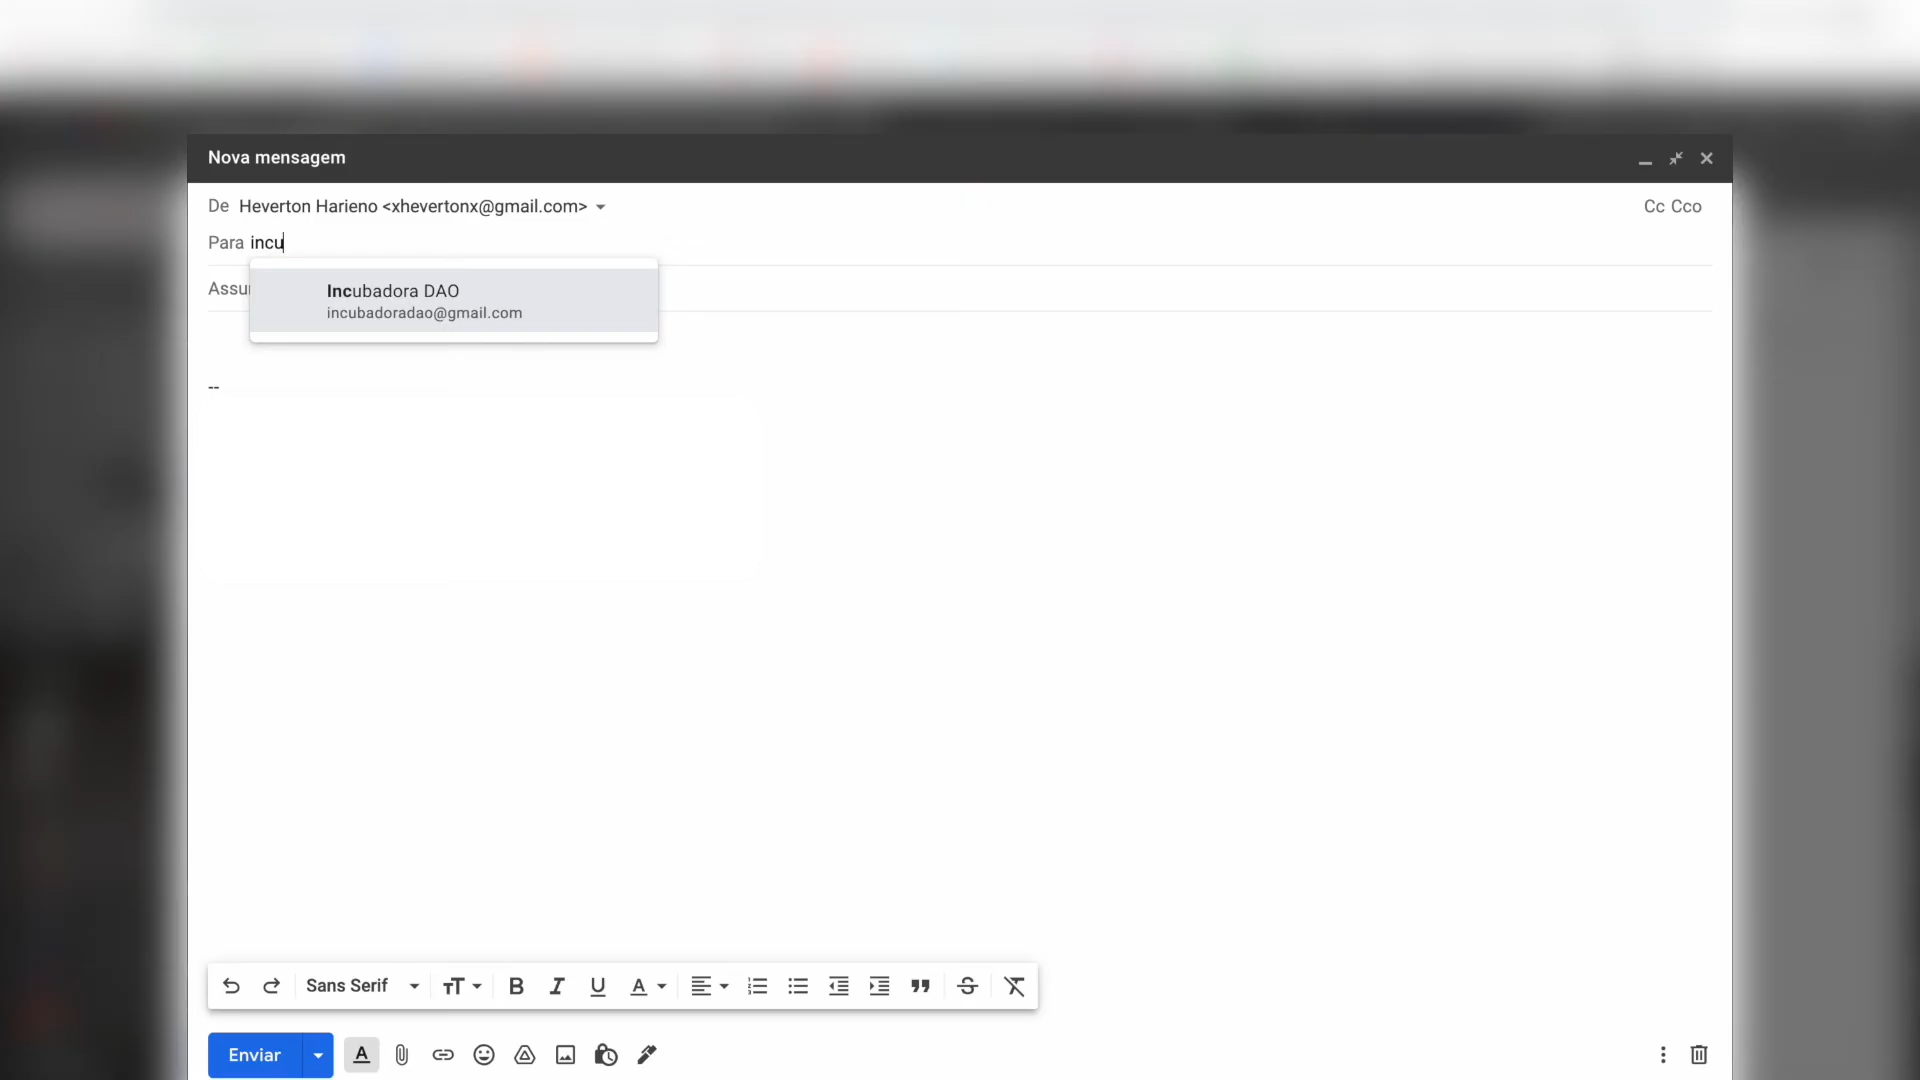 Nova mensagem
De Heverton Harieno <xhevertonx@gmail.com>
Cc Cco
Para incu
Incubadora DAO
incubadoradao@gmail.com
Assu
--
Sans Serif
Enviar